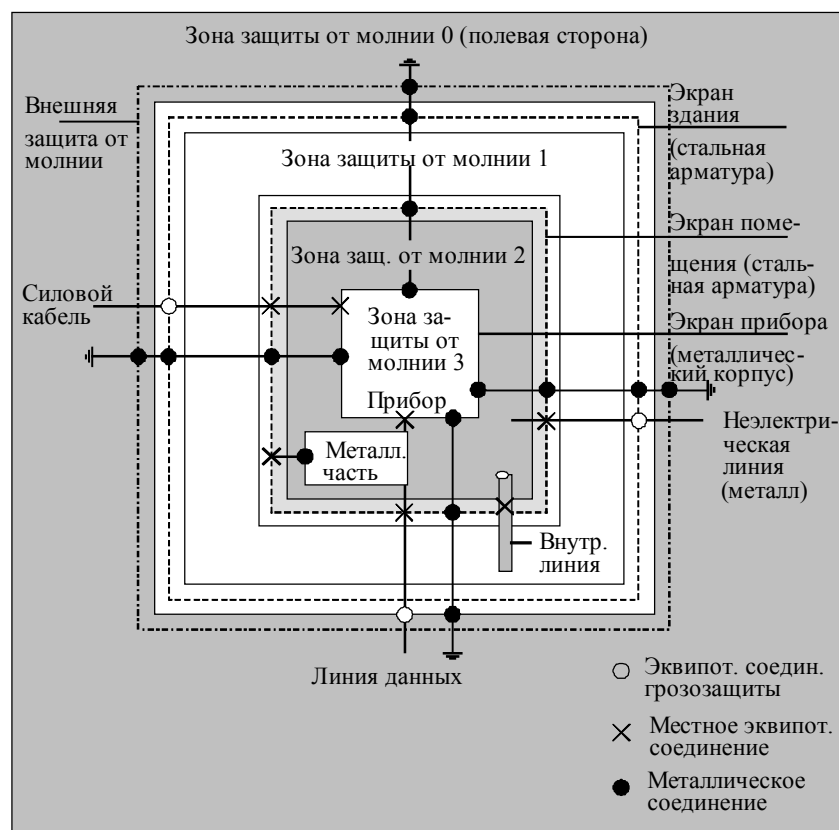 Зона защиты от молнии 0 (полевая сторона)
Внешняя
защита от
молнии
Экран
здания
(стальная
арматура)
Зона защиты от молнии 1
Экран поме-
щения (сталь-
ная арматура)
Зона защ. от молнии 2
Силовой
кабель
Зона за-
щиты от
молнии 3
Прибор
Экран прибора
(металличес-
кий корпус)
Неэлектри-
ческая
линия
(металл)
Металл.
часть
Внутр.
линия
Линия данных
Эквипот. соедин.
грозозащиты
Местное эквипот.
соединение
Металлическое
соединение